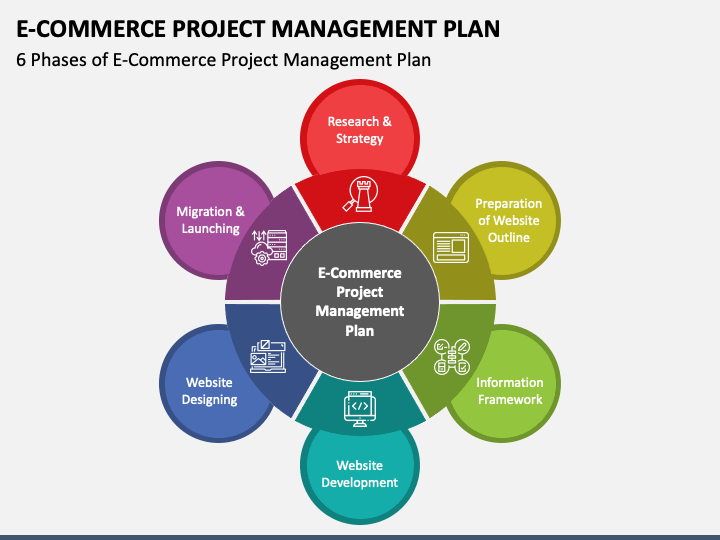 E-COMMERCE PROJECT MANAGEMENT PLAN
6 Phases of E-Commerce Project Management Plan
Research &
Strategy
Preparation
of Website
Outline
Information
Framework
Website
Development
Website
Designing
Migration &
Launching
E-Commerce
Project
Management
Plan